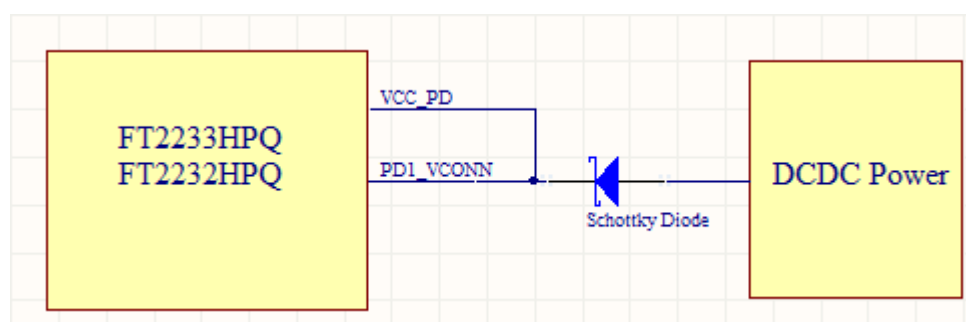 VCC_PD
FT2233HPQ
FT2232HPQ
PD1_VCONN
DCDC Power
Schottky Diode